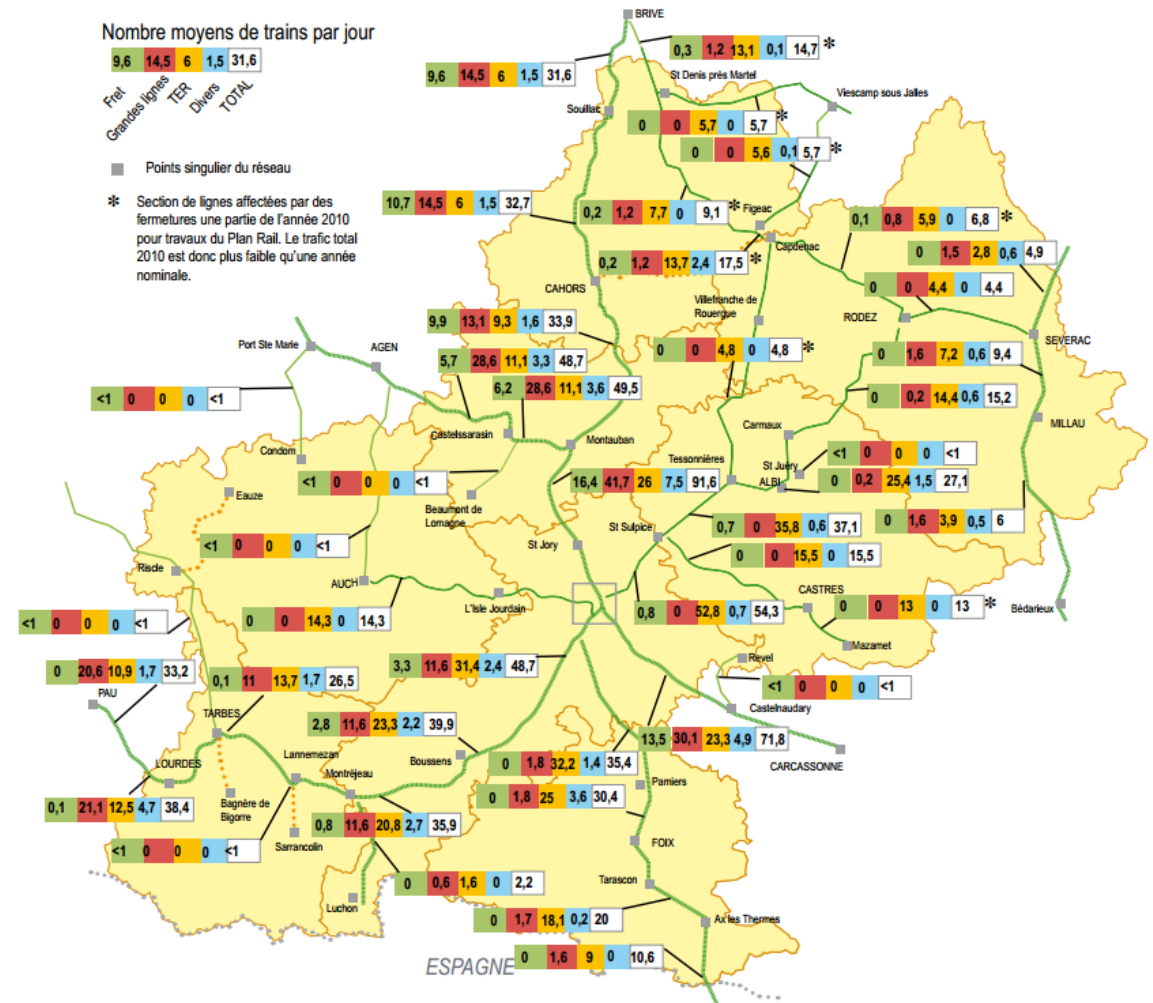 BRIVE
Nombre moyens de trains par jour
9,6 14,5 6 1,5 31,6
Fret
Grandes lignes
TER
Divers
TOTAL
0,3 1,2 13,1 0,1 14,7 *
9,6 14,5 6 1,5 31,6
St Denis près Martel
Viescamp sous Jalles
Souillac
0 0 5,7 0 5,7 *
0 0 5,6 0,1 5,7 *
Points singulier du réseau
* Section de lignes affectées par des
fermetures une partie de l'année 2010
pour travaux du Plan Rail. Le trafic total
2010 est donc plus faible qu'une année
nominale.
10,7 14,5 6 1,5 32,7
0,2 1,2 7,7 0 9,1 *
Figeac
0,1 0,8 5,9 0 6,8 *
Capdenac
0 1,5 2,8 0,6 4,9
0,2 1,2 13,7 2,4 17,5 *
CAHORS
0 0 4,4 0 4,4
Villefranche de
Rouergue
RODEZ
9,9 13,1 9,3 1,6 33,9
SEVERAC
Port Ste Marie
AGEN
5,7 28,6 11,1 3,3 48,7
0 0 4,8 0 4,8 *
0 1,6 7,2 0,6 9,4
6,2 28,6 11,1 3,6 49,5
<1 0 0 0 <1
0 0,2 14,4 0,6 15,2
MILLAU
Carmaux
Castelssarasin
Montauban
Condom
Tessonnières
St Juéry
<1 0 0 0 <1
<1 0 0 0 <1
16,4 41,7 26 7,5 91,6
ALBI
0 0,2 25,4 1,5 27,1
Eauze
Beaumont de
Lomagne
0 1,6 3,9 0,5 6
St Sulpice
0,7 0 35,8 0,6 37,1
<1 0 0 0 <1
St Jory
0 0 15,5 0 15,5
Riscle
AUCH
L'Isle Jourdain
CASTRES
0 0 13 0 13 *
Bédarieux
<1 0 0 0 <1
0 0 14,3 0 14,3
0,8 0 52,8 0,7 54,3
Mazamet
Revel
0 20,6 10,9 1,7 33,2
3,3 11,6 31,4 2,4 48,7
PAU
0,1 11 13,7 1,7 26,5
<1 0 0 0 <1
Castelnaudary
TARBES
2,8 11,6 23,3 2,2 39,9
13,5 30,1 23,3 4,9 71,8
Lannemezan
LOURDES
Montréjeau
Boussens
0 1,8 32,2 1,4 35,4
CARCASSONNE
Pamiers
0 1,8 25 3,6 30,4
0,1 21,1 12,5 4,7 38,4
Bagnère de
Bigorre
0,8 11,6 20,8 2,7 35,9
Sarrancolin
<1 0 0 0 <1
FOIX
0 0,6 1,6 0 2,2
Tarascon
Luchon
0 1,7 18,1 0,2 20
Ax les Thermes
ESPAGNE
0 1,6 9 0 10,6